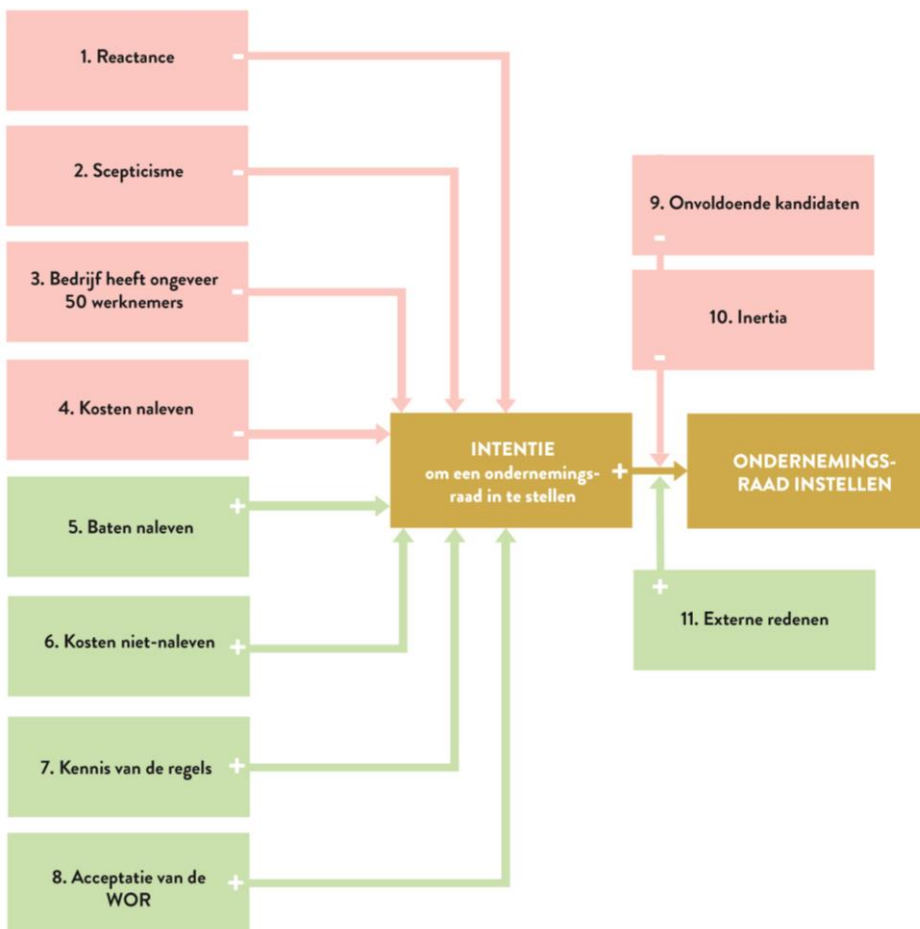 1. Reactance
-
2. Scepticisme
-
3. Bedrijf heeft ongeveer
50 werknemers
-
4. Kosten naleven
-
5. Baten naleven
+
6. Kosten niet-naleven
+
7. Kennis van de regels
+
8. Acceptatie van de
WOR
+
INTENTIE
om een ondernemings-
raad in te stellen
+
9. Onvoldoende kandidaten
-
10. Inertia
-
ONDERNEMINGS-
RAAD INSTELLEN
+
11. Externe redenen